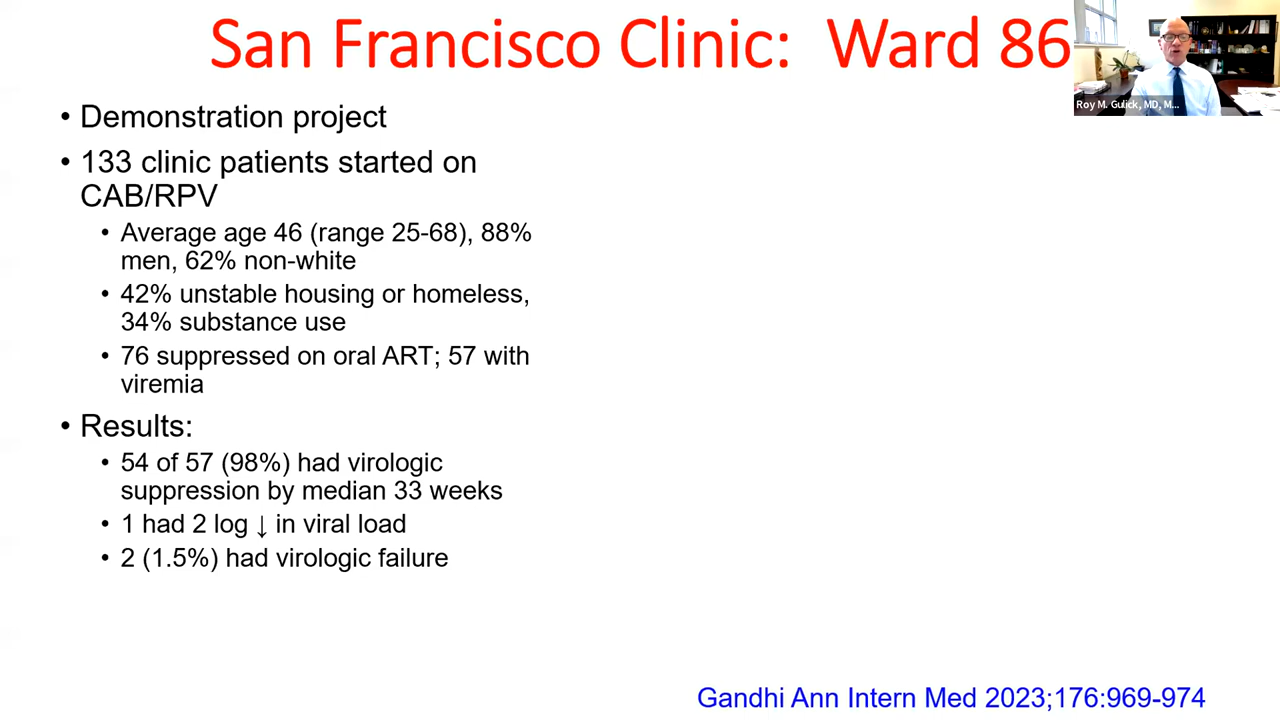 San Francisco Clinic: Ward 86
Roy M. Gulick, MD, M...
• Demonstration project
• 133 clinic patients started on
CAB/RPV
• Average age 46 (range 25-68), 88%
men, 62% non-white
• 42% unstable housing or homeless,
34% substance use
• 76 suppressed on oral ART; 57 with
viremia
• Results:
• 54 of 57 (98%) had virologic
suppression by median 33 weeks
• 1 had 2 log ↓ in viral load
• 2 (1.5%) had virologic failure
Gandhi Ann Intern Med 2023;176:969-974